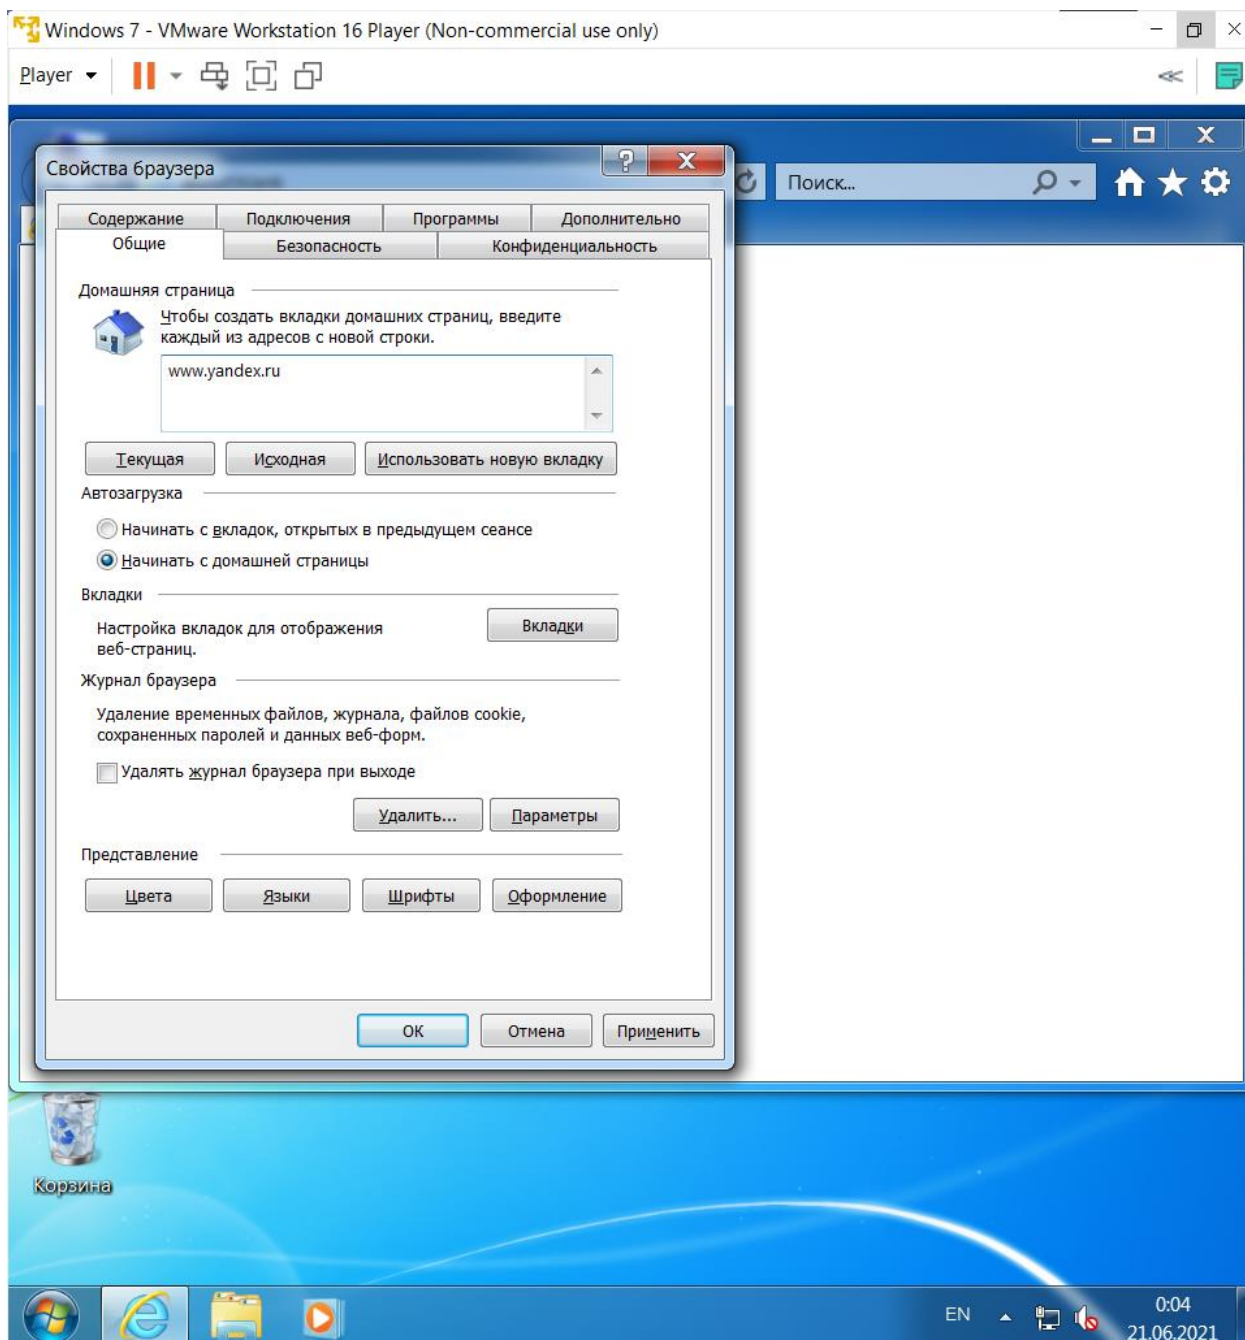 Windows 7 - VMware Workstation 16 Player (Non-commercial use only)
Player
Свойства браузера
Поиск...
Содержание Подключения Программы Дополнительно
Общие Безопасность Конфиденциальность
Домашняя страница
Чтобы создать вкладки домашних страниц, введите
каждый из адресов с новой строки.
www.yandex.ru
Текущая Исходная Использовать новую вкладку
Автозагрузка
Начинать с вкладок, открытых в предыдущем сеансе
Начинать с домашней страницы
Вкладки
Настройка вкладок для отображения
веб-страниц.
Вкладки
Журнал браузера
Удаление временных файлов, журнала, файлов cookie,
сохраненных паролей и данных веб-форм.
Удалять журнал браузера при выходе
Удалить... Параметры
Представление
Цвета Языки Шрифты Оформление
ОК Отмена Применить
Корзина
EN
0:04
21.06.2021